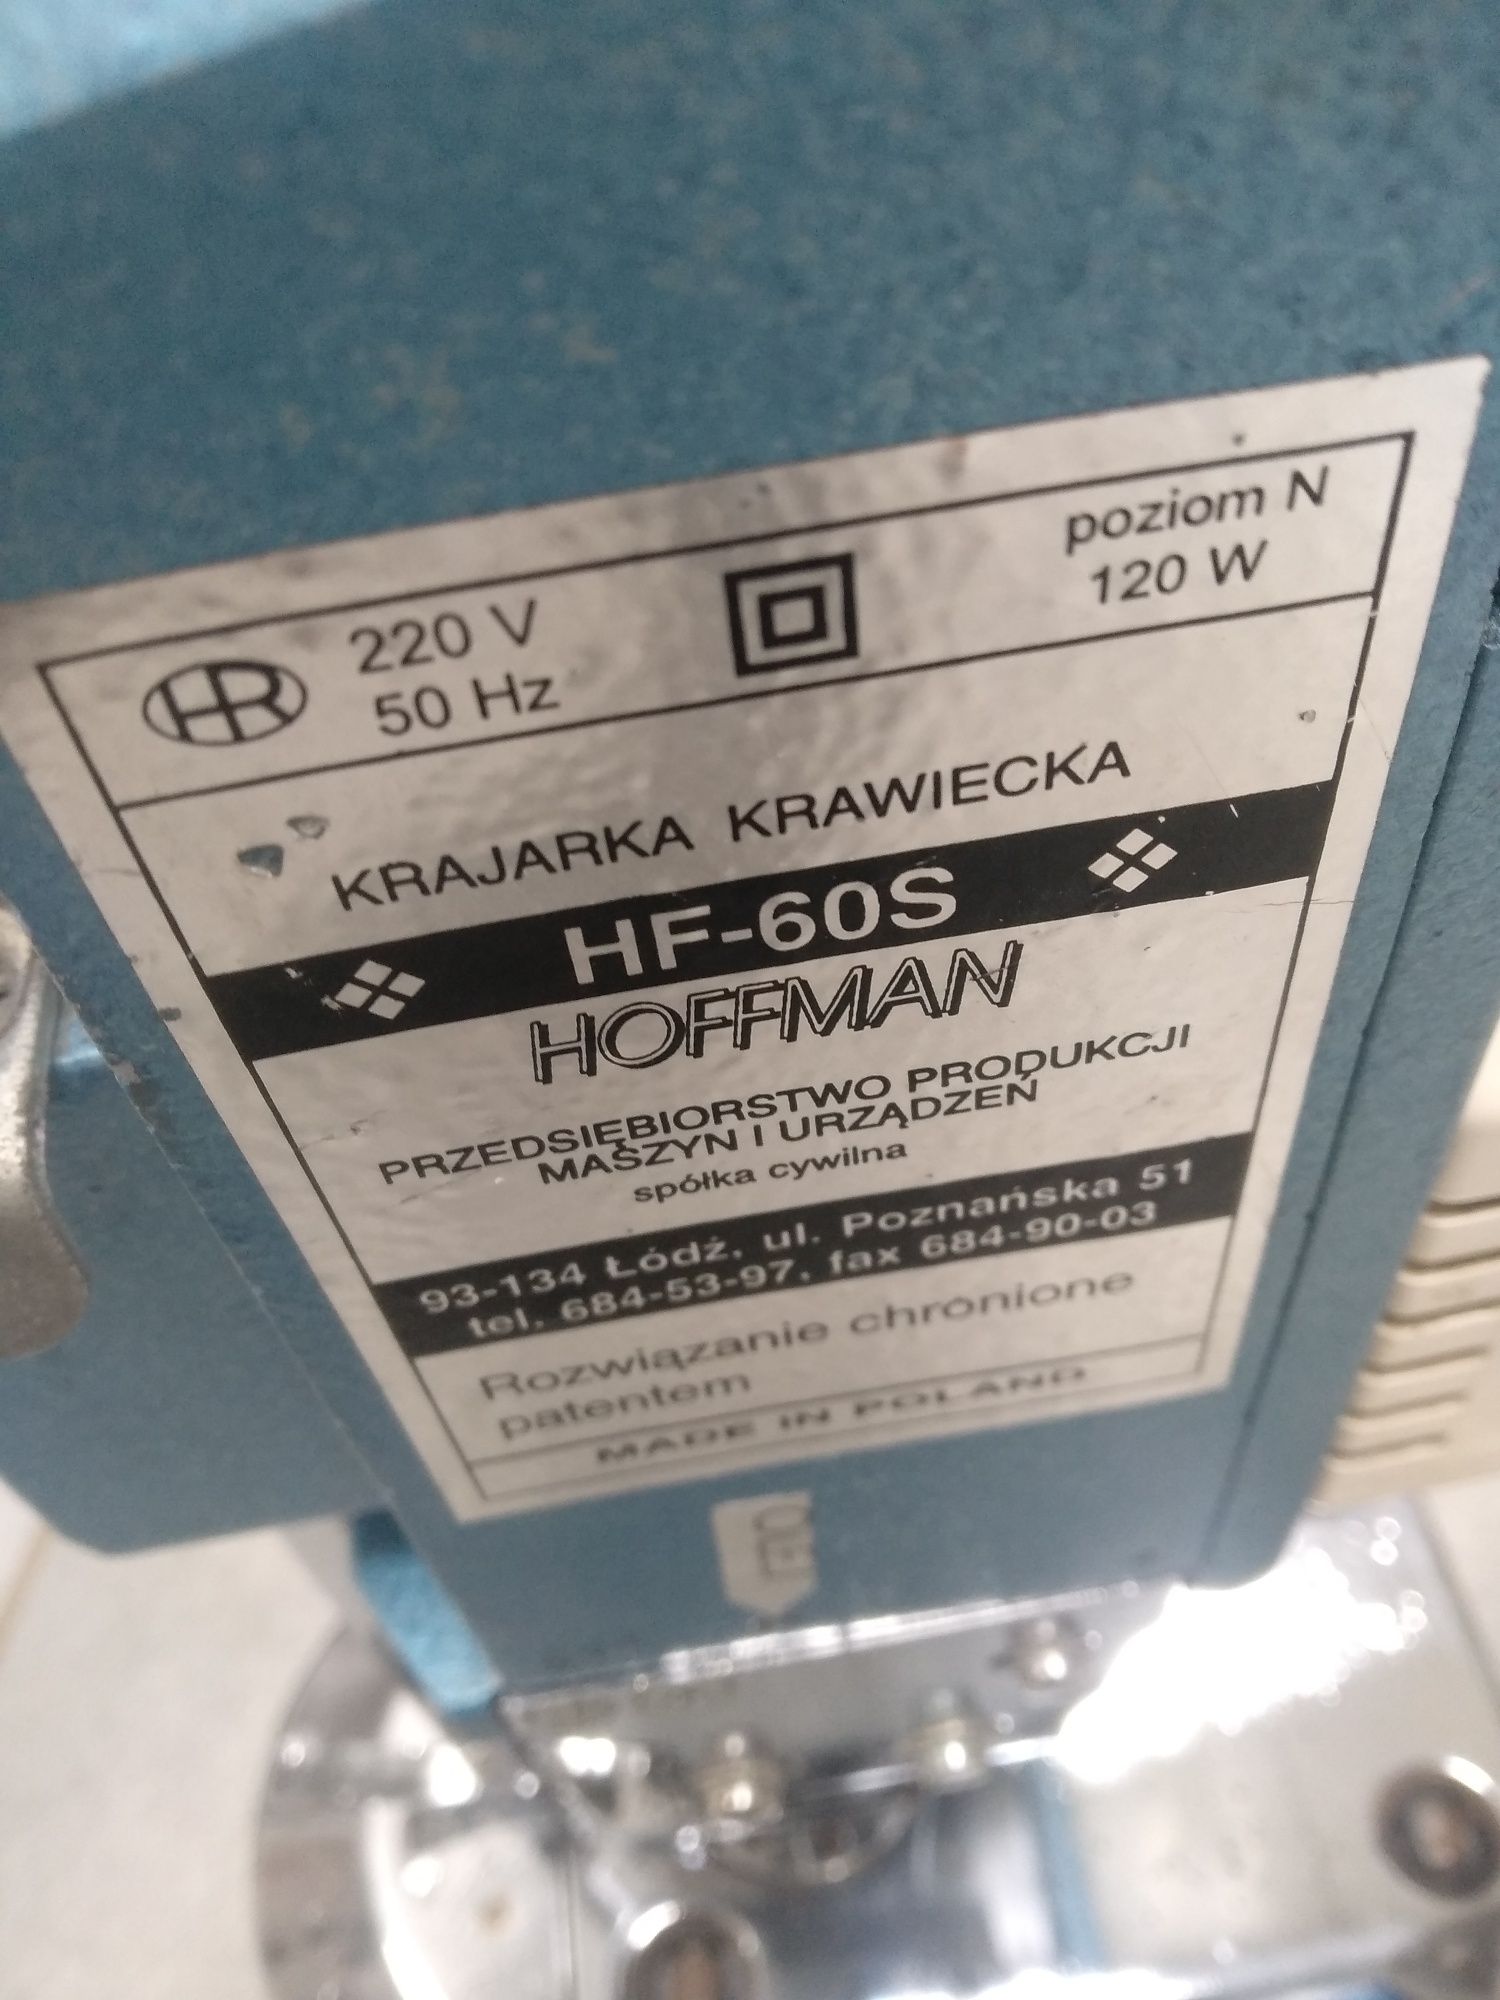 HR
220 V
50 Hz
poziom N
120 W
KRAJARKA KRAWIECKA
HF-60S
HOFFMAN
PRZEDSIĘBIORSTWO PRODUKCJI
MASZYN I URZĄDZEŃ
spółka cywilna
93-134 Łódź, ul. Poznańska 51
tel. 684-53-97, fax 684-90-03
Rozwiązanie chronione
patentem
MADE IN POLAND